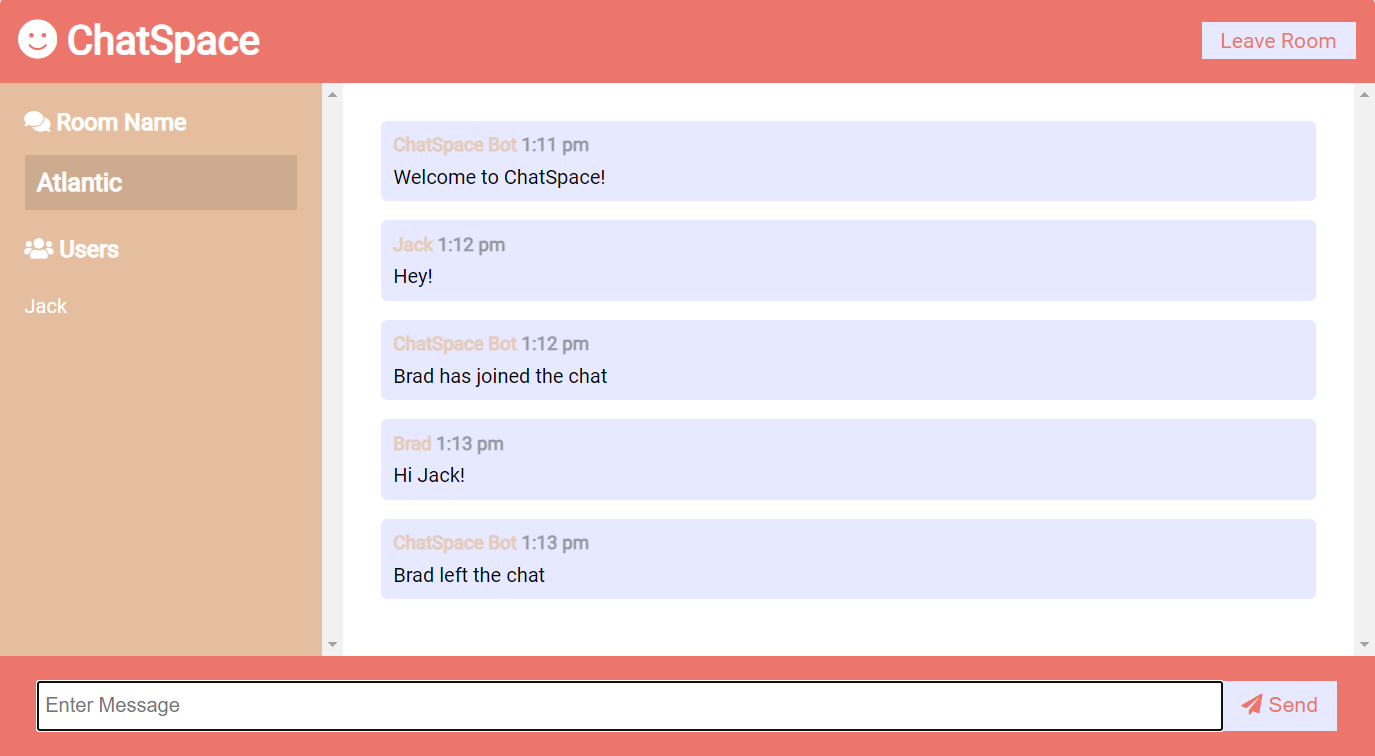 ChatSpace
Leave Room
Room Name
Atlantic
Users
Jack
ChatSpace Bot 1:11 pm
Welcome to ChatSpace!
Jack 1:12 pm
Hey!
ChatSpace Bot 1:12 pm
Brad has joined the chat
Brad 1:13 pm
Hi Jack!
ChatSpace Bot 1:13 pm
Brad left the chat
Enter Message
Send